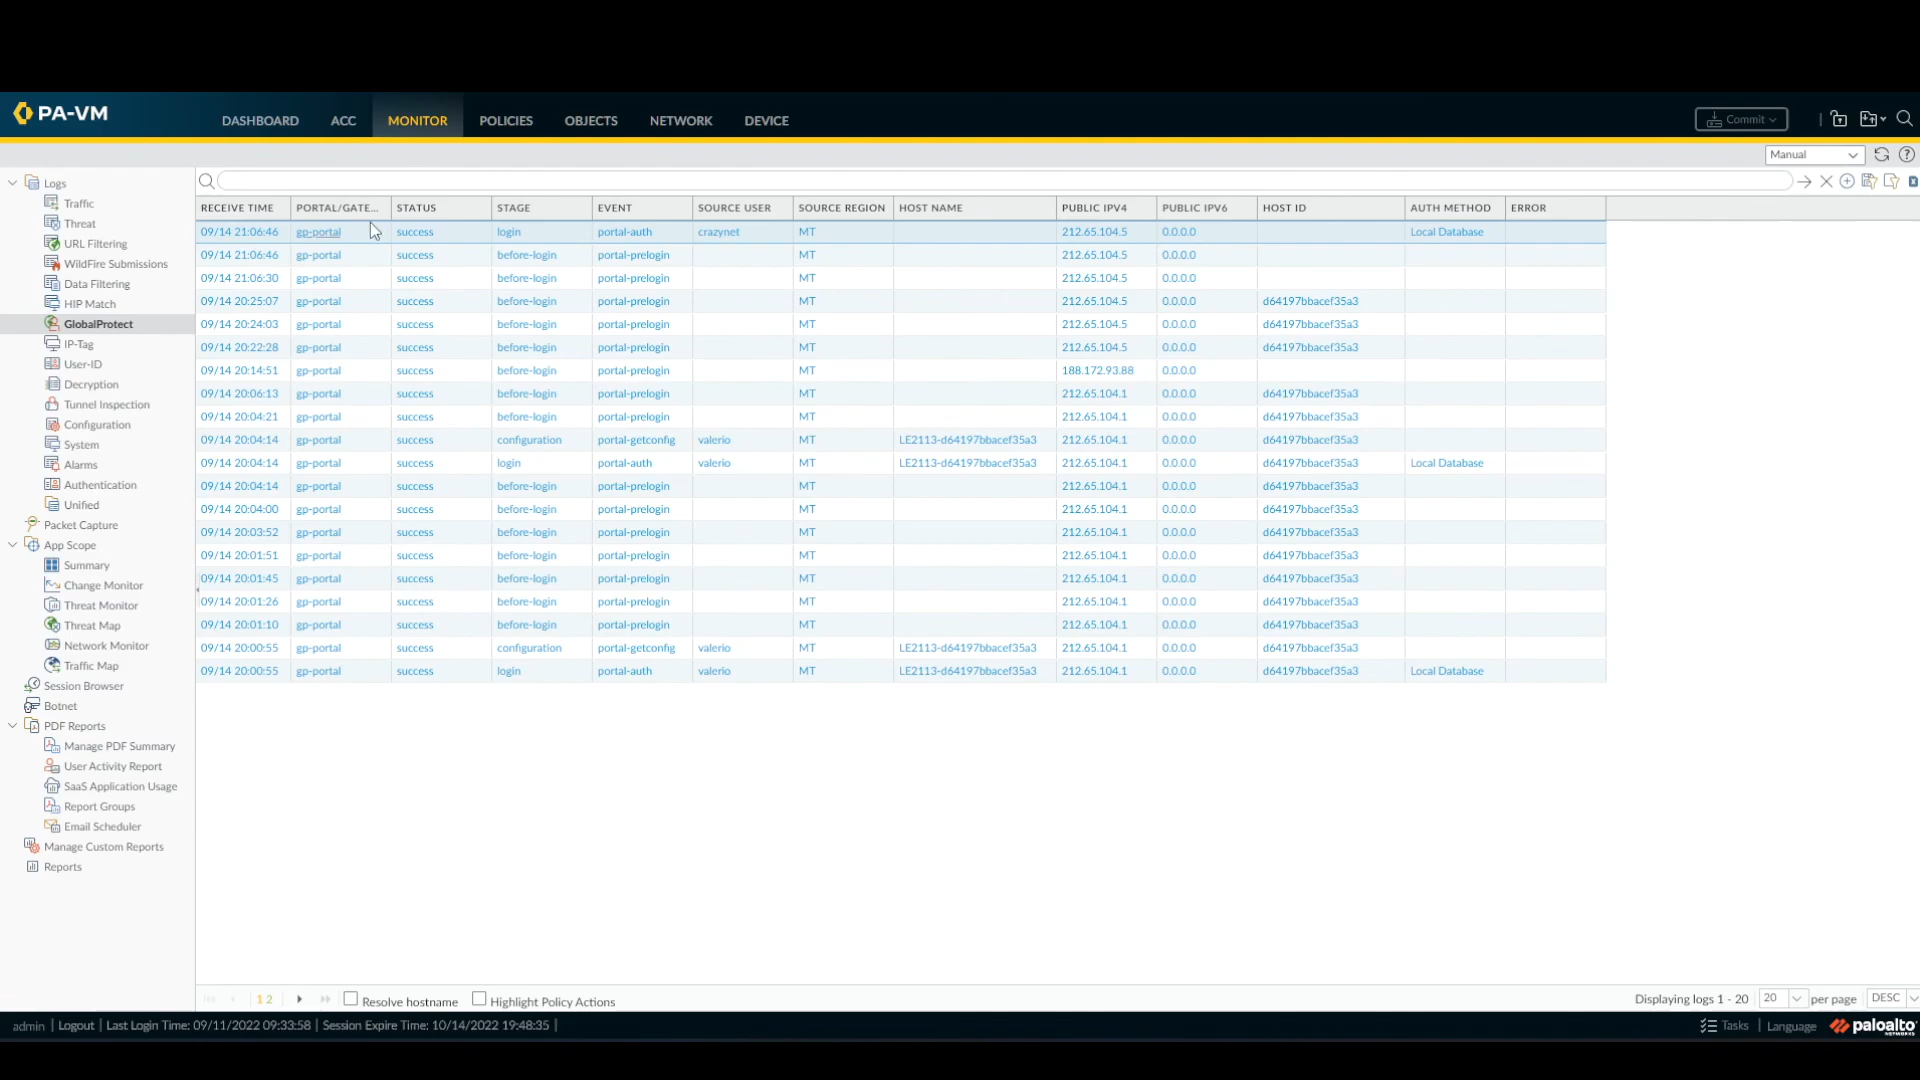 PA-VM DASHBOARD ACC MONITOR POLICIES OBJECTS NETWORK DEVICE Commit
Manual
Logs
Traffic
Threat
URL Filtering
WildFire Submissions
Data Filtering
HIP Match
GlobalProtect
IP-Tag
User-ID
Decryption
Tunnel Inspection
Configuration
System
Alarms
Authentication
Unified
Packet Capture
App Scope
Summary
Change Monitor
Threat Monitor
Threat Map
Network Monitor
Traffic Map
Session Browser
Botnet
PDF Reports
Manage PDF Summary
User Activity Report
SaaS Application Usage
Report Groups
Email Scheduler
Manage Custom Reports
Reports
RECEIVE TIME PORTAL/GATE... STATUS STAGE EVENT SOURCE USER SOURCE REGION HOST NAME PUBLIC IPV4 PUBLIC IPV6 HOST ID AUTH METHOD ERROR
09/14 21:06:46 gp-portal success login portal-auth crazynet MT 212.65.104.5 0.0.0.0 Local Database
09/14 21:06:46 gp-portal success before-login portal-prelogin MT 212.65.104.5 0.0.0.0
09/14 21:06:30 gp-portal success before-login portal-prelogin MT 212.65.104.5 0.0.0.0
09/14 20:25:07 gp-portal success before-login portal-prelogin MT 212.65.104.5 0.0.0.0 d64197bbacef35a3
09/14 20:24:03 gp-portal success before-login portal-prelogin MT 212.65.104.5 0.0.0.0 d64197bbacef35a3
09/14 20:22:28 gp-portal success before-login portal-prelogin MT 212.65.104.5 0.0.0.0 d64197bbacef35a3
09/14 20:14:51 gp-portal success before-login portal-prelogin MT 188.172.93.88 0.0.0.0
09/14 20:06:13 gp-portal success before-login portal-prelogin MT 212.65.104.1 0.0.0.0 d64197bbacef35a3
09/14 20:04:21 gp-portal success before-login portal-prelogin MT 212.65.104.1 0.0.0.0 d64197bbacef35a3
09/14 20:04:14 gp-portal success configuration portal-getconfig valerio MT LE2113-d64197bbacef35a3 212.65.104.1 0.0.0.0 d64197bbacef35a3
09/14 20:04:14 gp-portal success login portal-auth valerio MT LE2113-d64197bbacef35a3 212.65.104.1 0.0.0.0 d64197bbacef35a3 Local Database
09/14 20:04:14 gp-portal success before-login portal-prelogin MT 212.65.104.1 0.0.0.0 d64197bbacef35a3
09/14 20:04:00 gp-portal success before-login portal-prelogin MT 212.65.104.1 0.0.0.0 d64197bbacef35a3
09/14 20:03:52 gp-portal success before-login portal-prelogin MT 212.65.104.1 0.0.0.0 d64197bbacef35a3
09/14 20:01:51 gp-portal success before-login portal-prelogin MT 212.65.104.1 0.0.0.0 d64197bbacef35a3
09/14 20:01:45 gp-portal success before-login portal-prelogin MT 212.65.104.1 0.0.0.0 d64197bbacef35a3
09/14 20:01:26 gp-portal success before-login portal-prelogin MT 212.65.104.1 0.0.0.0 d64197bbacef35a3
09/14 20:01:10 gp-portal success before-login portal-prelogin MT 212.65.104.1 0.0.0.0 d64197bbacef35a3
09/14 20:00:55 gp-portal success configuration portal-getconfig valerio MT LE2113-d64197bbacef35a3 212.65.104.1 0.0.0.0 d64197bbacef35a3
09/14 20:00:55 gp-portal success login portal-auth valerio MT LE2113-d64197bbacef35a3 212.65.104.1 0.0.0.0 d64197bbacef35a3 Local Database
1 2 Resolve hostname Highlight Policy Actions Displaying logs 1 - 20 20 per page DESC
admin | Logout | Last Login Time: 09/11/2022 09:33:58 | Session Expire Time: 10/14/2022 19:48:35 | Tasks | Language paloalto NETWORKS